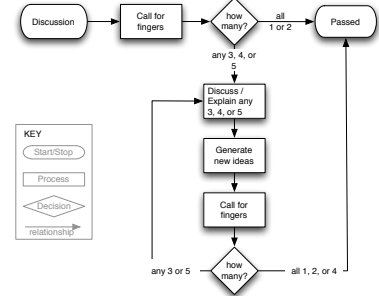 Discussion
Call for
fingers
how
many?
all
1 or 2
Passed
any 3, 4, or
5
Discuss /
Explain any
3, 4, or 5
Generate
new ideas
Call for
fingers
how
many?
any 3 or 5
all 1, 2, or 4
KEY
Start/Stop
Process
Decision
relationship